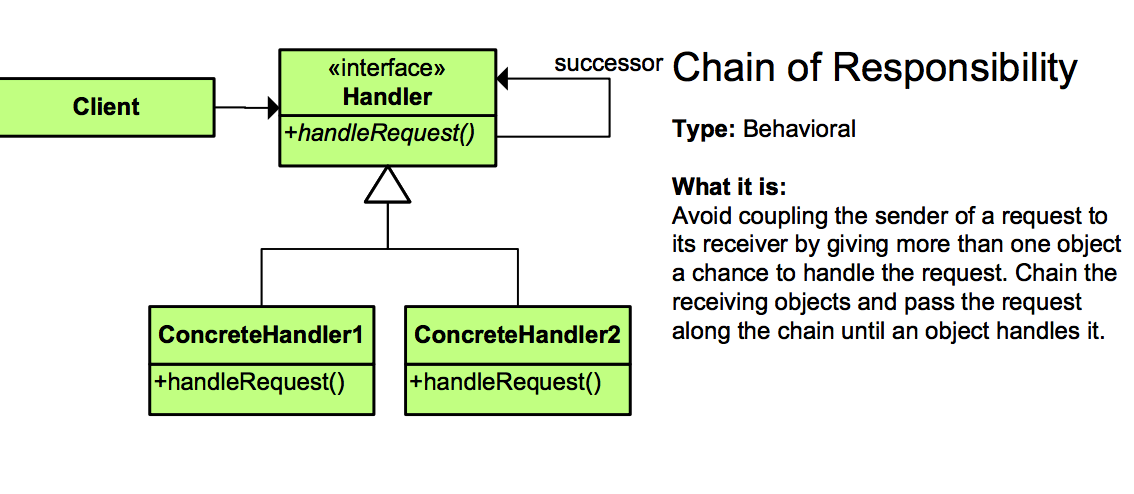 Client
«interface»
Handler
+handleRequest()
successor
ConcreteHandler1
+handleRequest()
ConcreteHandler2
+handleRequest()
Chain of Responsibility
Type: Behavioral
What it is:
Avoid coupling the sender of a request to
its receiver by giving more than one object
a chance to handle the request. Chain the
receiving objects and pass the request
along the chain until an object handles it.